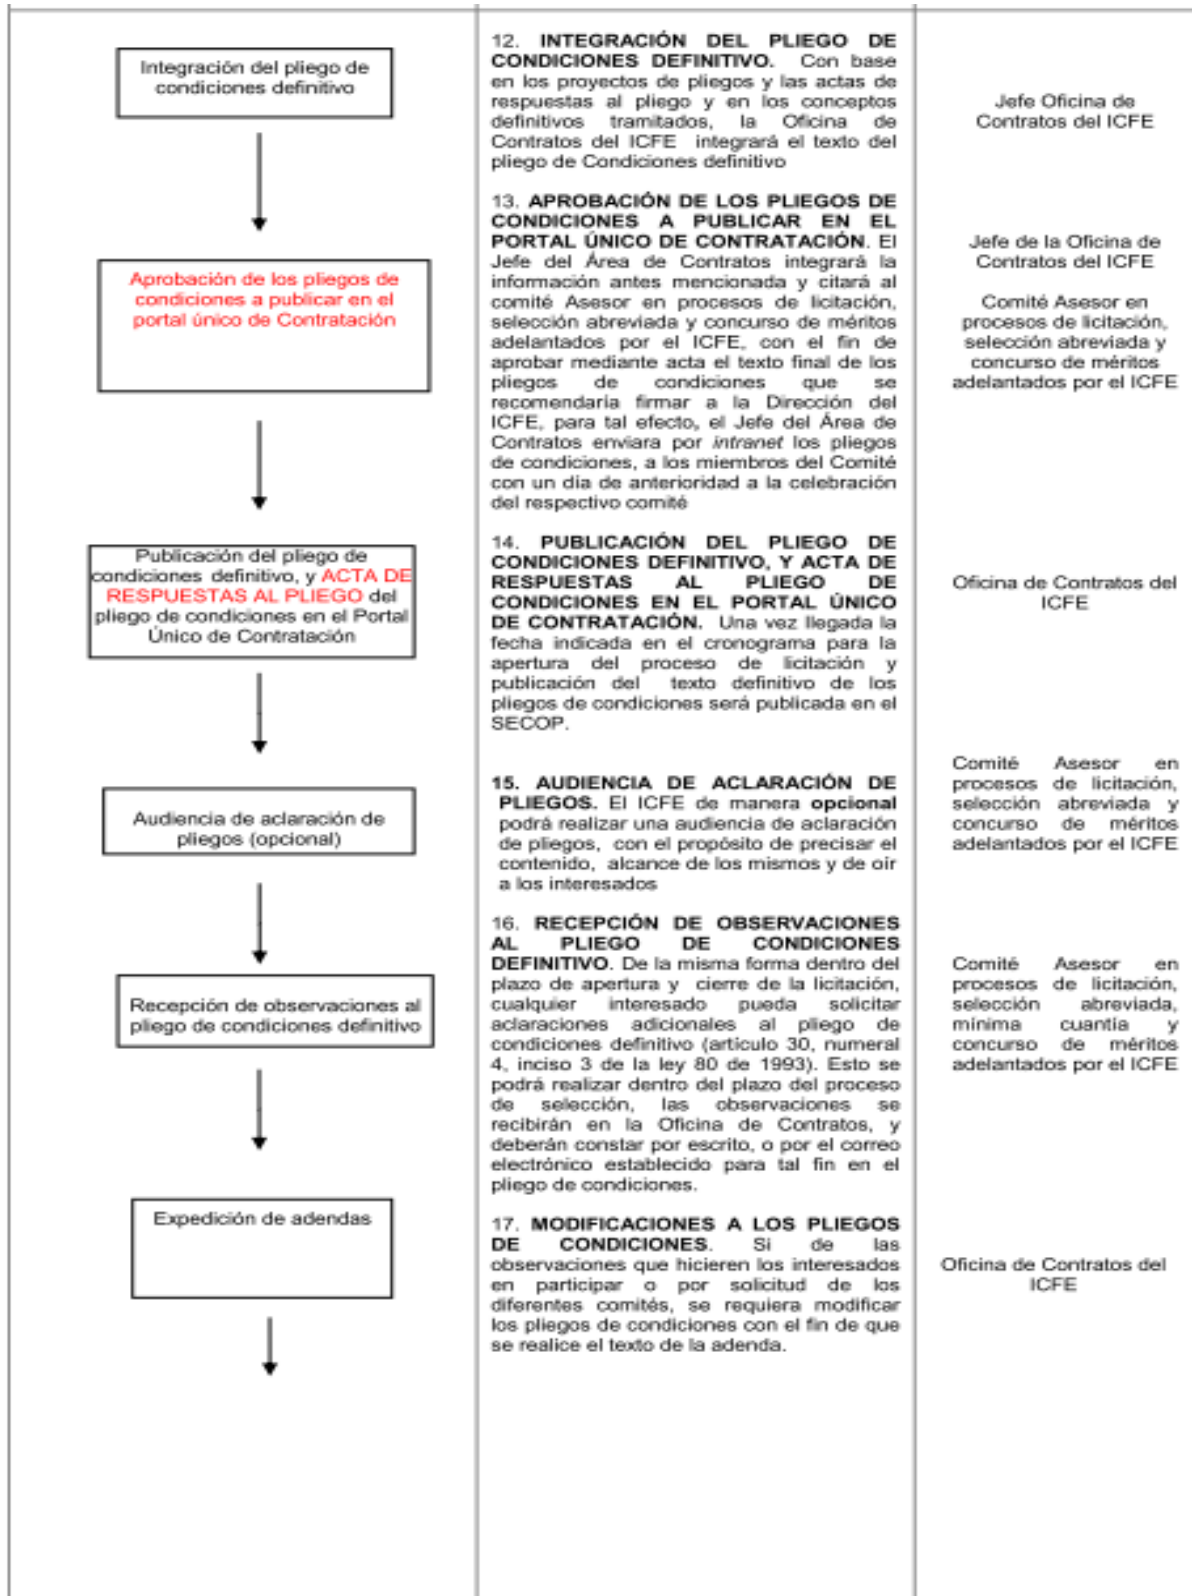 Integración del pliego de
condiciones definitivo
12. INTEGRACIÓN DEL PLIEGO DE
CONDICIONES DEFINITIVO. Con base
en los proyectos de pliegos y las actas de
respuestas al pliego y en los conceptos
definitivos tramitados, la Oficina de
Contratos del ICFE integrará el texto del
pliego de Condiciones definitivo
Jefe Oficina de
Contratos del ICFE
Aprobación de los pliegos de
condiciones a publicar en el
portal único de Contratación
13. APROBACIÓN DE LOS PLIEGOS DE
CONDICIONES A PUBLICAR EN EL
PORTAL ÚNICO DE CONTRATACIÓN. El
Jefe del Área de Contratos integrará la
información antes mencionada y citará al
comité Asesor en procesos de licitación,
selección abreviada y concurso de méritos
adelantados por el ICFE, con el fin de
aprobar mediante acta el texto final de los
pliegos de condiciones que se
recomendaría firmar a la Dirección del
ICFE, para tal efecto, el Jefe del Área de
Contratos enviara por intranet los pliegos
de condiciones, a los miembros del Comité
con un día de anterioridad a la celebración
del respectivo comité
Jefe de la Oficina de
Contratos del ICFE
Comité Asesor en
procesos de licitación,
selección abreviada y
concurso de méritos
adelantados por el ICFE
Publicación del pliego de
condiciones definitivo, y ACTA DE
RESPUESTAS AL PLIEGO del
pliego de condiciones en el Portal
Único de Contratación
14. PUBLICACIÓN DEL PLIEGO DE
CONDICIONES DEFINITIVO, Y ACTA DE
RESPUESTAS AL PLIEGO DE
CONDICIONES EN EL PORTAL ÚNICO
DE CONTRATACIÓN. Una vez llegada la
fecha indicada en el cronograma para la
apertura del proceso de licitación y
publicación del texto definitivo de los
pliegos de condiciones será publicada en el
SECOP.
Oficina de Contratos del
ICFE
Audiencia de aclaración de
pliegos (opcional)
15. AUDIENCIA DE ACLARACIÓN DE
PLIEGOS. El ICFE de manera opcional
podrá realizar una audiencia de aclaración
de pliegos, con el propósito de precisar el
contenido, alcance de los mismos y de oír
a los interesados
Comité Asesor en
procesos de licitación,
selección abreviada y
concurso de méritos
adelantados por el ICFE
Recepción de observaciones al
pliego de condiciones definitivo
16. RECEPCIÓN DE OBSERVACIONES
AL PLIEGO DE CONDICIONES
DEFINITIVO. De la misma forma dentro del
plazo de apertura y cierre de la licitación,
cualquier interesado pueda solicitar
aclaraciones adicionales al pliego de
condiciones definitivo (artículo 30, numeral
4, inciso 3 de la ley 80 de 1993). Esto se
podrá realizar dentro del plazo del proceso
de selección, las observaciones se
recibirán en la Oficina de Contratos, y
deberán constar por escrito, o por el correo
electrónico establecido para tal fin en el
pliego de condiciones.
Comité Asesor en
procesos de licitación,
selección abreviada,
mínima cuantía y
concurso de méritos
adelantados por el ICFE
Expedición de adendas
17. MODIFICACIONES A LOS PLIEGOS
DE CONDICIONES. Si de las
observaciones que hicieren los interesados
en participar o por solicitud de los
diferentes comités, se requiera modificar
los pliegos de condiciones con el fin de que
se realice el texto de la adenda.
Oficina de Contratos del
ICFE